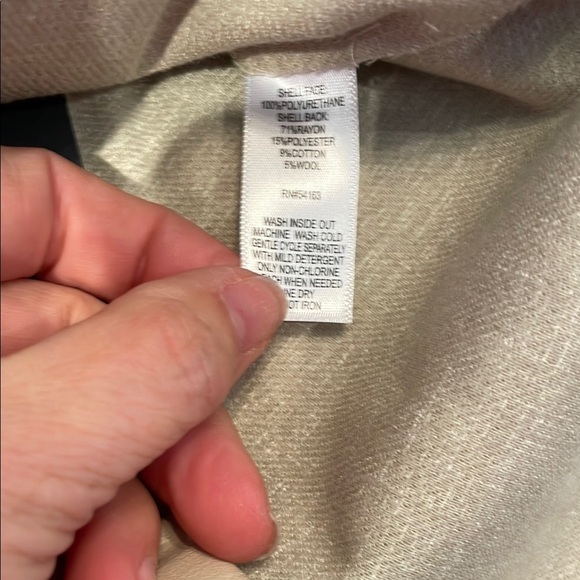 SHELL FACE:
100%POLYURETHANE
SHELL BACK:
71%RAYON
15%POLYESTER
9%COTTON
5%WOOL
RN#54163
WASH INSIDE OUT
MACHINE WASH COLD
GENTLE CYCLE SEPARATELY
WITH MILD DETERGENT
ONLY NON-CHLORINE
WHEN NEEDED
DRY
IRON